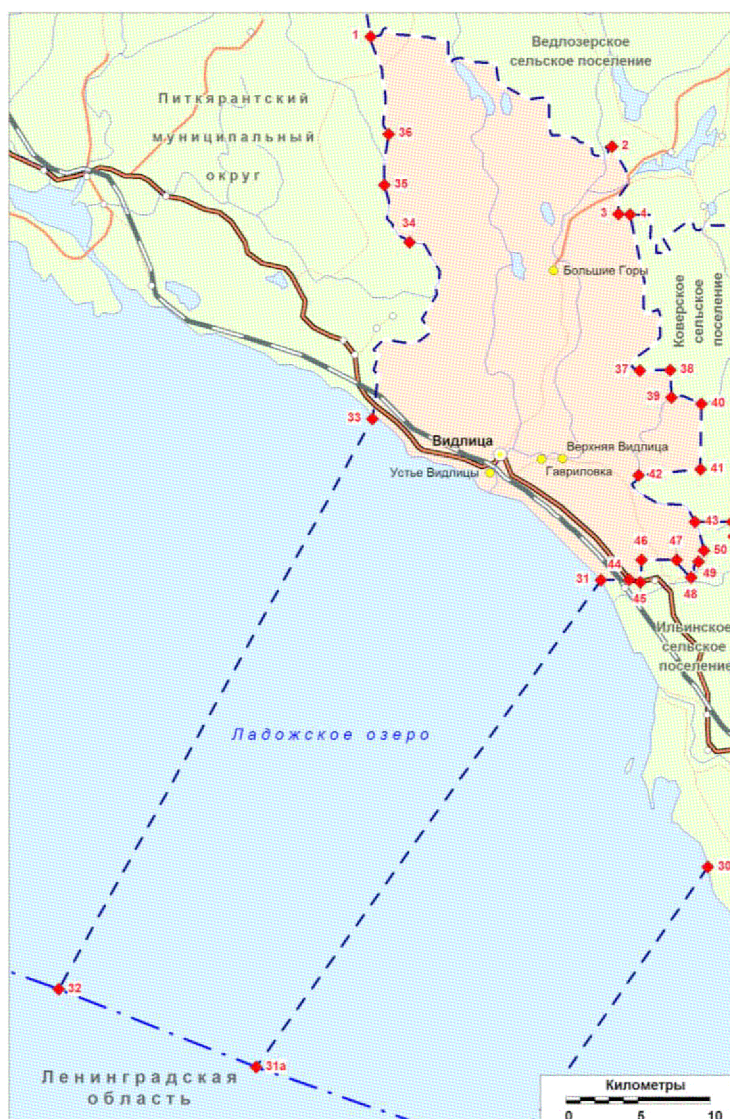 1
Ведлозерское
сельское поселение
Питкярантский
муниципальный
округ
36
2
35
3
4
34
Большие Горы
Коверское
сельское
поселение
37
38
39
40
33
Видлица
Верхняя Видлица
Устье Видлицы
Гавриловка
41
42
43
50
46
47
49
44
31
48
45
Ильинское
сельское
поселение
Ладожское озеро
30
32
31а
Ленинградская
область
Километры
0 5 10